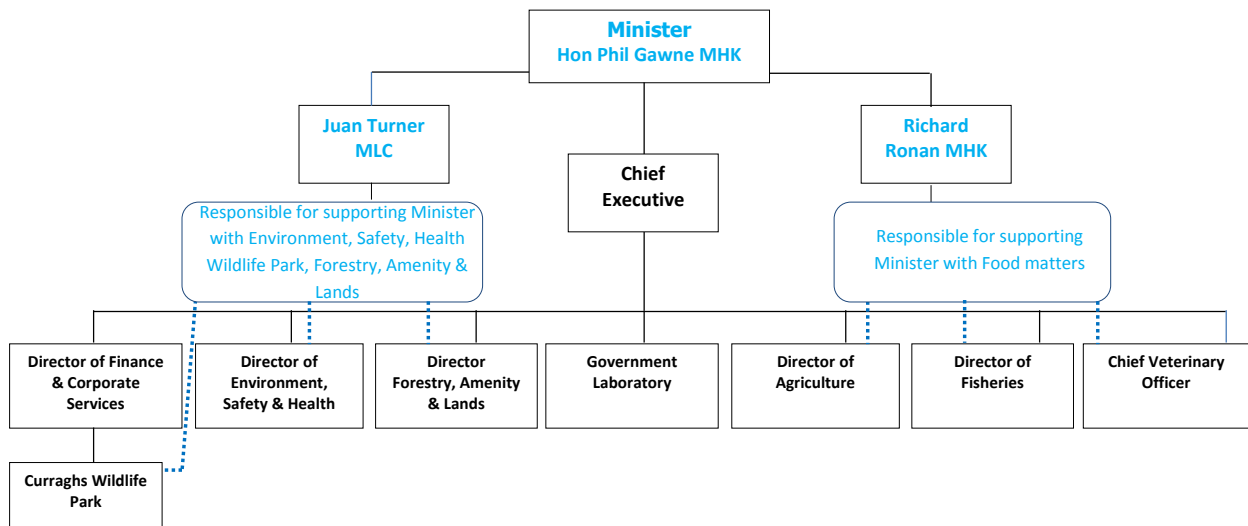 Minister
Hon Phil Gawne MHK
Juan Turner
MLC
Chief
Executive
Richard
Ronan MHK
Responsible for supporting Minister
with Environment, Safety, Health
Wildlife Park, Forestry, Amenity &
Lands
Responsible for supporting
Minister with Food matters
Director of Finance
& Corporate
Services
Director of
Environment,
Safety & Health
Director
Forestry, Amenity
& Lands
Government
Laboratory
Director of
Agriculture
Director of
Fisheries
Chief Veterinary
Officer
Curraghs Wildlife
Park